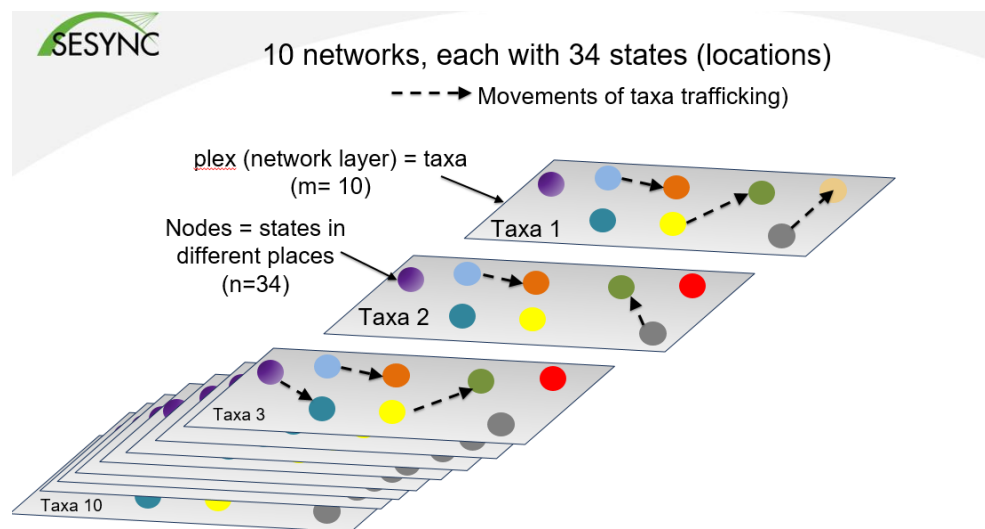 SESYNC
10 networks, each with 34 states (locations)
Movements of taxa trafficking)
plex (network layer) = taxa
(m= 10)
Nodes = states in
different places
(n=34)
Taxa 1
Taxa 2
Taxa 3
Taxa 10